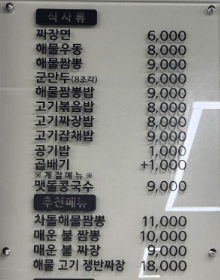 식사류
짜장면 6,000
해물우동 8,000
해물짬뽕 9,000
군만두(8조각) 6,000
해물짬뽕밥 9,000
고기볶음밥 8,000
고기짜장밥 8,000
고기잡채밥 9,000
공기밥 1,000
곱배기 +1,000
※계절메뉴※
맷돌콩국수 9,000
추천메뉴
차돌해물짬뽕 11,000
매운 불 짬뽕 10,000
매운 불 짜장 9,000
해물 고기 쟁반짜장 18,000